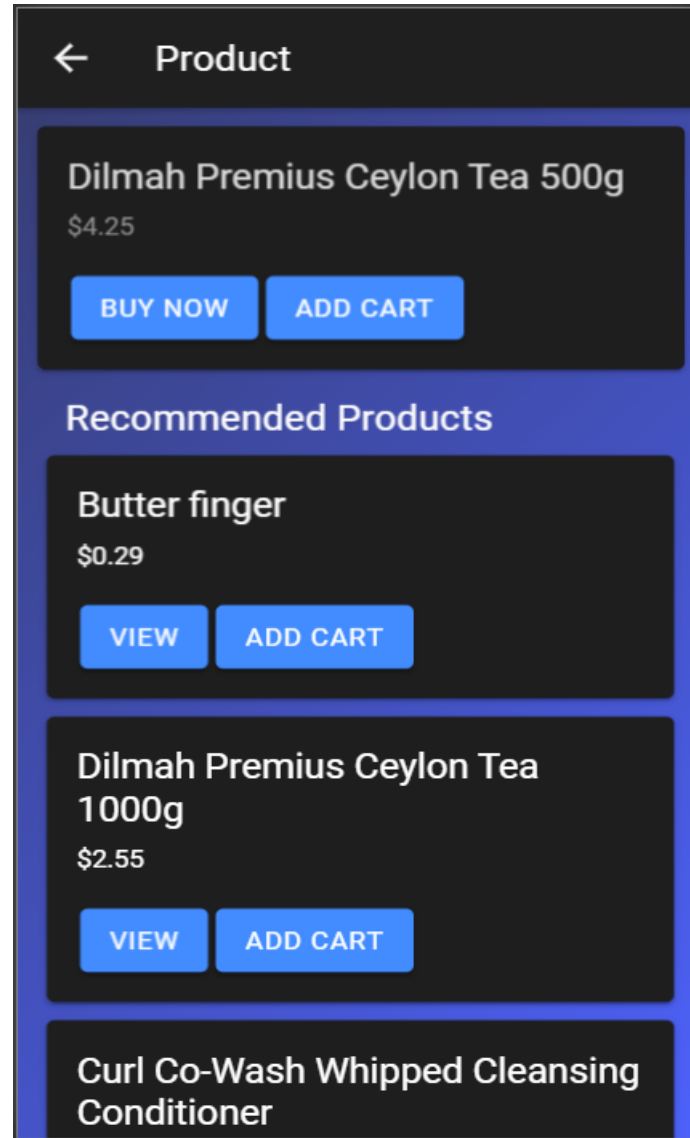 Product
Dilmah Premius Ceylon Tea 500g
$4.25
BUY NOW ADD CART
Recommended Products
Butter finger
$0.29
VIEW ADD CART
Dilmah Premius Ceylon Tea
1000g
$2.55
VIEW ADD CART
Curl Co-Wash Whipped Cleansing
Conditioner